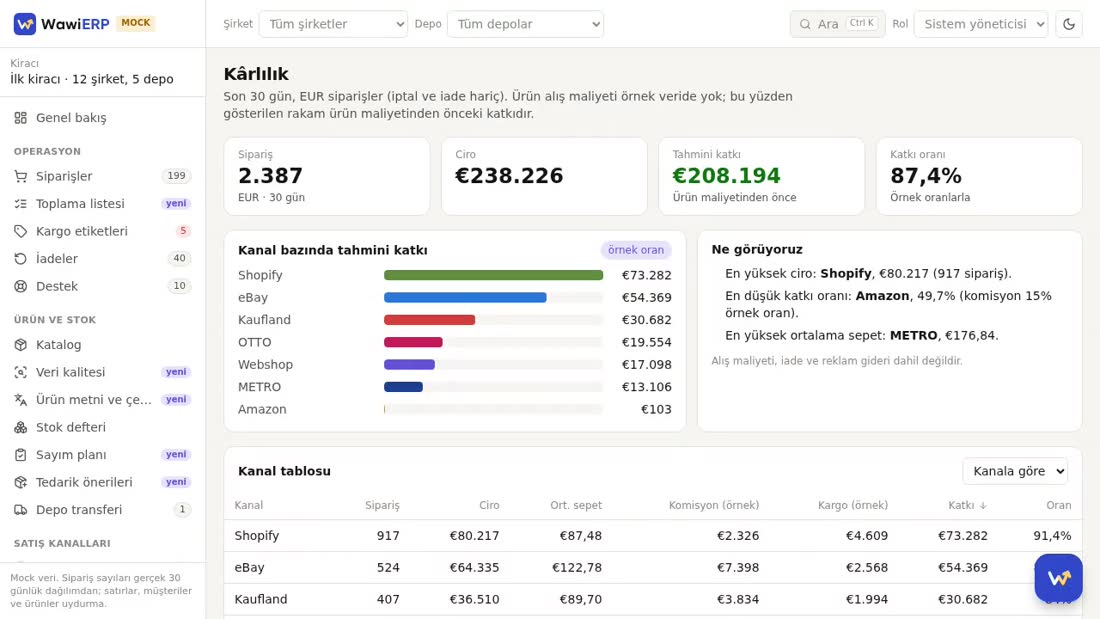 WawiERP MOCK
Şirket Tüm şirketler Depo Tüm depolar Ara Ctrl K Rol Sistem yöneticisi
Kiracı
İlk kiracı · 12 şirket, 5 depo
Genel bakış
OPERASYON
Siparişler 199
Toplama listesi yeni
Kargo etiketleri 5
İadeler 40
Destek 10
ÜRÜN VE STOK
Katalog
Veri kalitesi yeni
Ürün metni ve çe... yeni
Stok defteri
Sayım planı yeni
Tedarik önerileri yeni
Depo transferi 1
SATIŞ KANALLARI
Mock veri. Sipariş sayıları gerçek 30
günlük dağılımdan; satırlar, müşteriler
ve ürünler uydurma.
Kârlılık
Son 30 gün, EUR siparişler (iptal ve iade hariç). Ürün alış maliyeti örnek veride yok; bu yüzden
gösterilen rakam ürün maliyetinden önceki katkıdır.
Sipariş
2.387
EUR · 30 gün
Ciro
€238.226
Tahmini katkı
€208.194
Ürün maliyetinden önce
Katkı oranı
87,4%
Örnek oranlarla
Kanal bazında tahmini katkı örnek oran
Shopify €73.282
eBay €54.369
Kaufland €30.682
OTTO €19.554
Webshop €17.098
METRO €13.106
Amazon €103
Ne görüyoruz
En yüksek ciro: Shopify, €80.217 (917 sipariş).
En düşük katkı oranı: Amazon, 49,7% (komisyon 15%
örnek oran).
En yüksek ortalama sepet: METRO, €176,84.
Alış maliyeti, iade ve reklam gideri dahil değildir.
Kanal tablosu Kanala göre
Kanal Sipariş Ciro Ort. sepet Komisyon (örnek) Kargo (örnek) Katkı ↓ Oran
Shopify 917 €80.217 €87,48 €2.326 €4.609 €73.282 91,4%
eBay 524 €64.335 €122,78 €7.398 €2.568 €54.369
Kaufland 407 €36.510 €89,70 €3.834 €1.994 €30.682